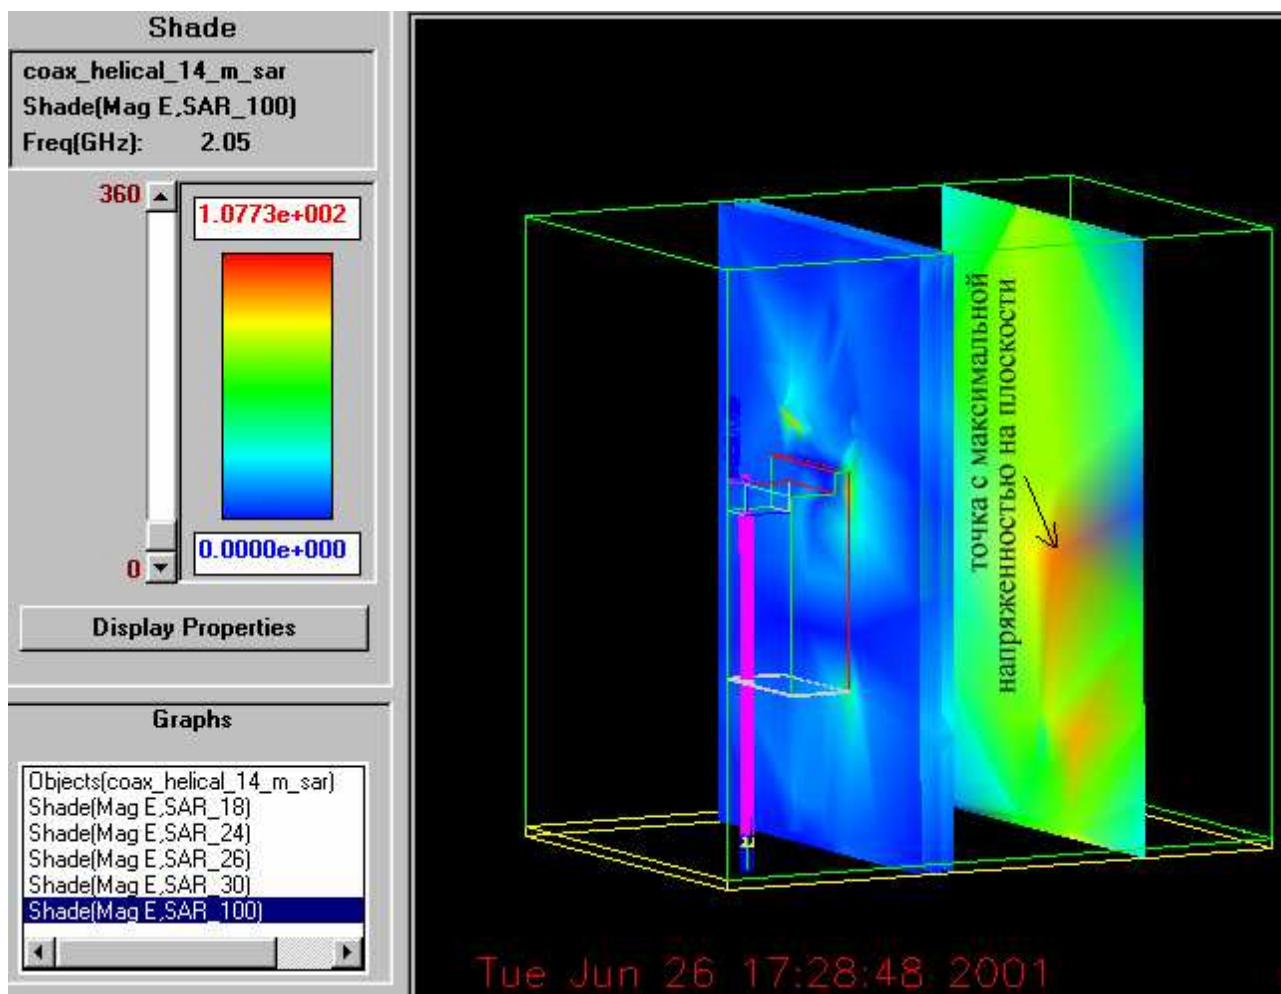 Shade
coax_helical_14_m_sar
Shade(Mag E,SAR_100)
Freq(GHz): 2.05
360
1.0773e+002
0.0000e+000
0
Display Properties
Graphs
Objects(coax_helical_14_m_sar)
Shade(Mag E,SAR_18)
Shade(Mag E,SAR_24)
Shade(Mag E,SAR_26)
Shade(Mag E,SAR_30)
Shade(Mag E,SAR_100)
точка с максимальной
напряженностью на плоскости
Tue Jun 26 17:28:48 2001